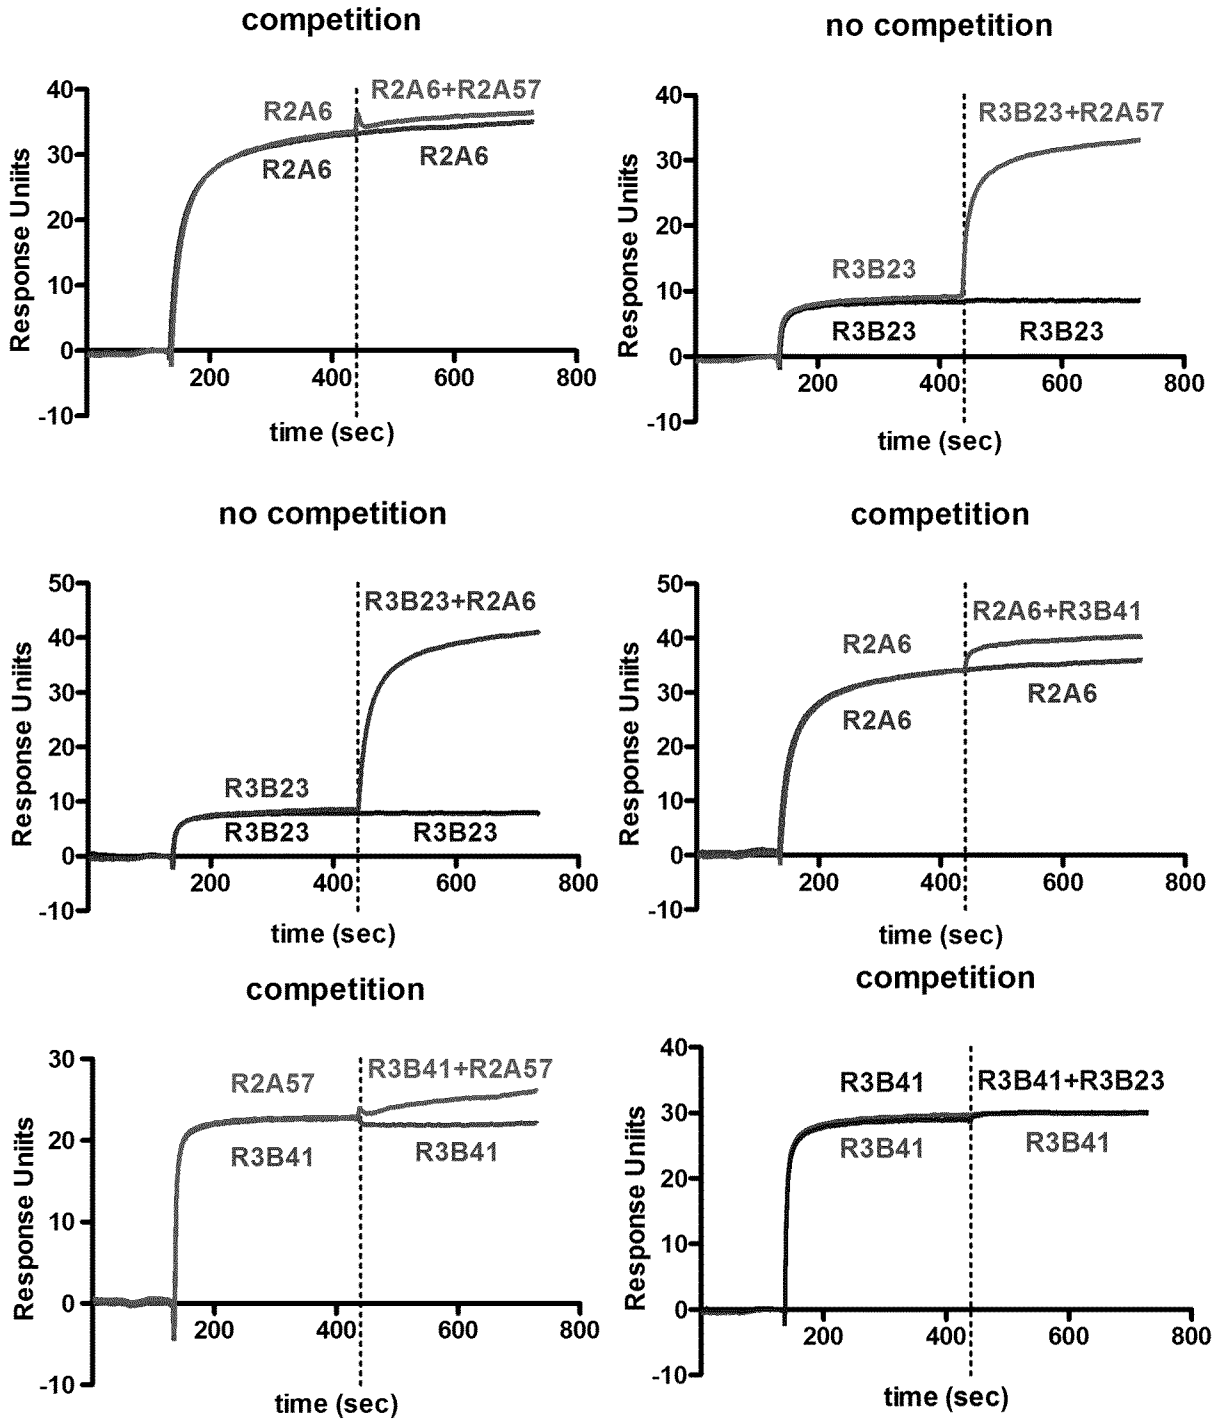 competition
40
30
20
10
0
-10
Response Uniits
R2A6
R2A6+R2A57
R2A6
R2A6
200
400
600
800
time (sec)
no competition
40
30
20
10
0
-10
Response Uniits
R3B23+R2A57
R3B23
R3B23
R3B23
200
400
600
800
time (sec)
no competition
50
40
30
20
10
0
-10
Response Uniits
R3B23+R2A6
R3B23
R3B23
R3B23
200
400
600
800
time (sec)
competition
50
40
30
20
10
0
-10
Response Uniits
R2A6+R3B41
R2A6
R2A6
R2A6
200
400
600
800
time (sec)
competition
30
20
10
0
-10
Response Uniits
R2A57
R3B41+R2A57
R3B41
R3B41
200
400
600
800
time (sec)
competition
40
30
20
10
0
-10
Response Uniits
R3B41
R3B41+R3B23
R3B41
R3B41
200
400
600
800
time (sec)